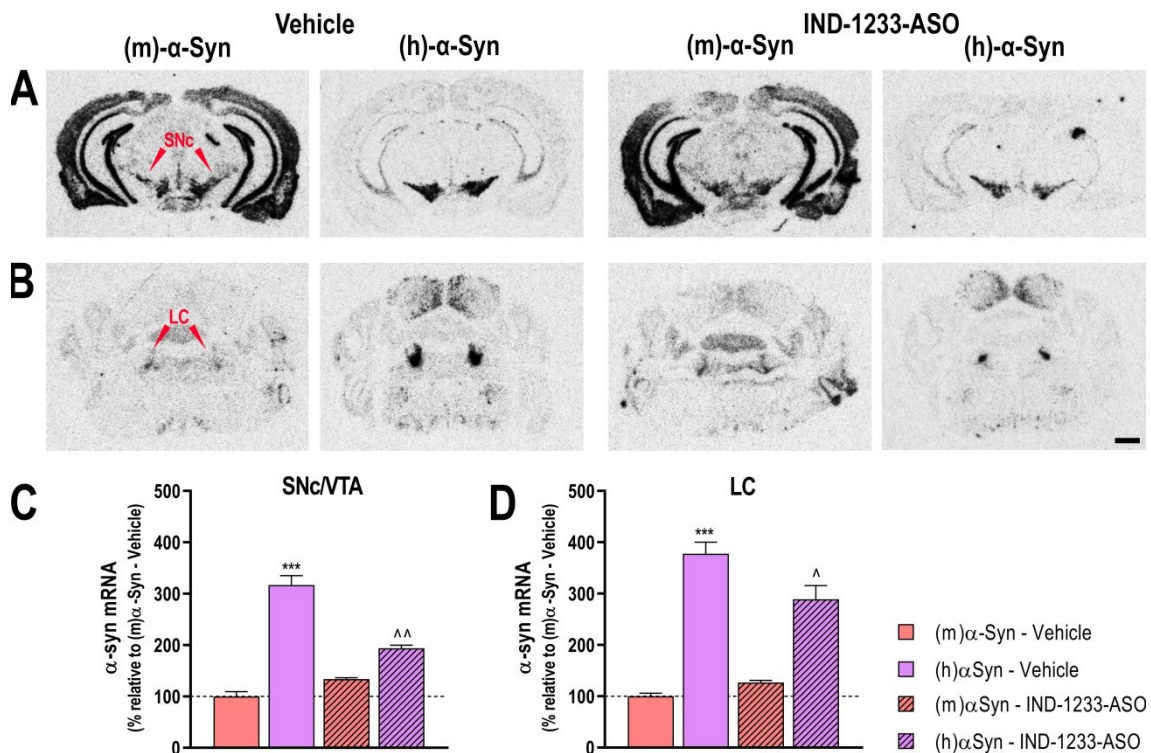 Vehicle
IND-1233-ASO
(m)-α-Syn
(h)-α-Syn
(m)-α-Syn
(h)-α-Syn
A
SNc
B
LC
C
SNc/VTA
α-syn mRNA
(% relative to (m)α-Syn - Vehicle)
500
400
300
200
100
0
***
^^
D
LC
α-syn mRNA
(% relative to (m)α-Syn - Vehicle)
500
400
300
200
100
0
***
^
(m)α-Syn - Vehicle
(h)αSyn - Vehicle
(m)αSyn - IND-1233-ASO
(h)αSyn - IND-1233-ASO